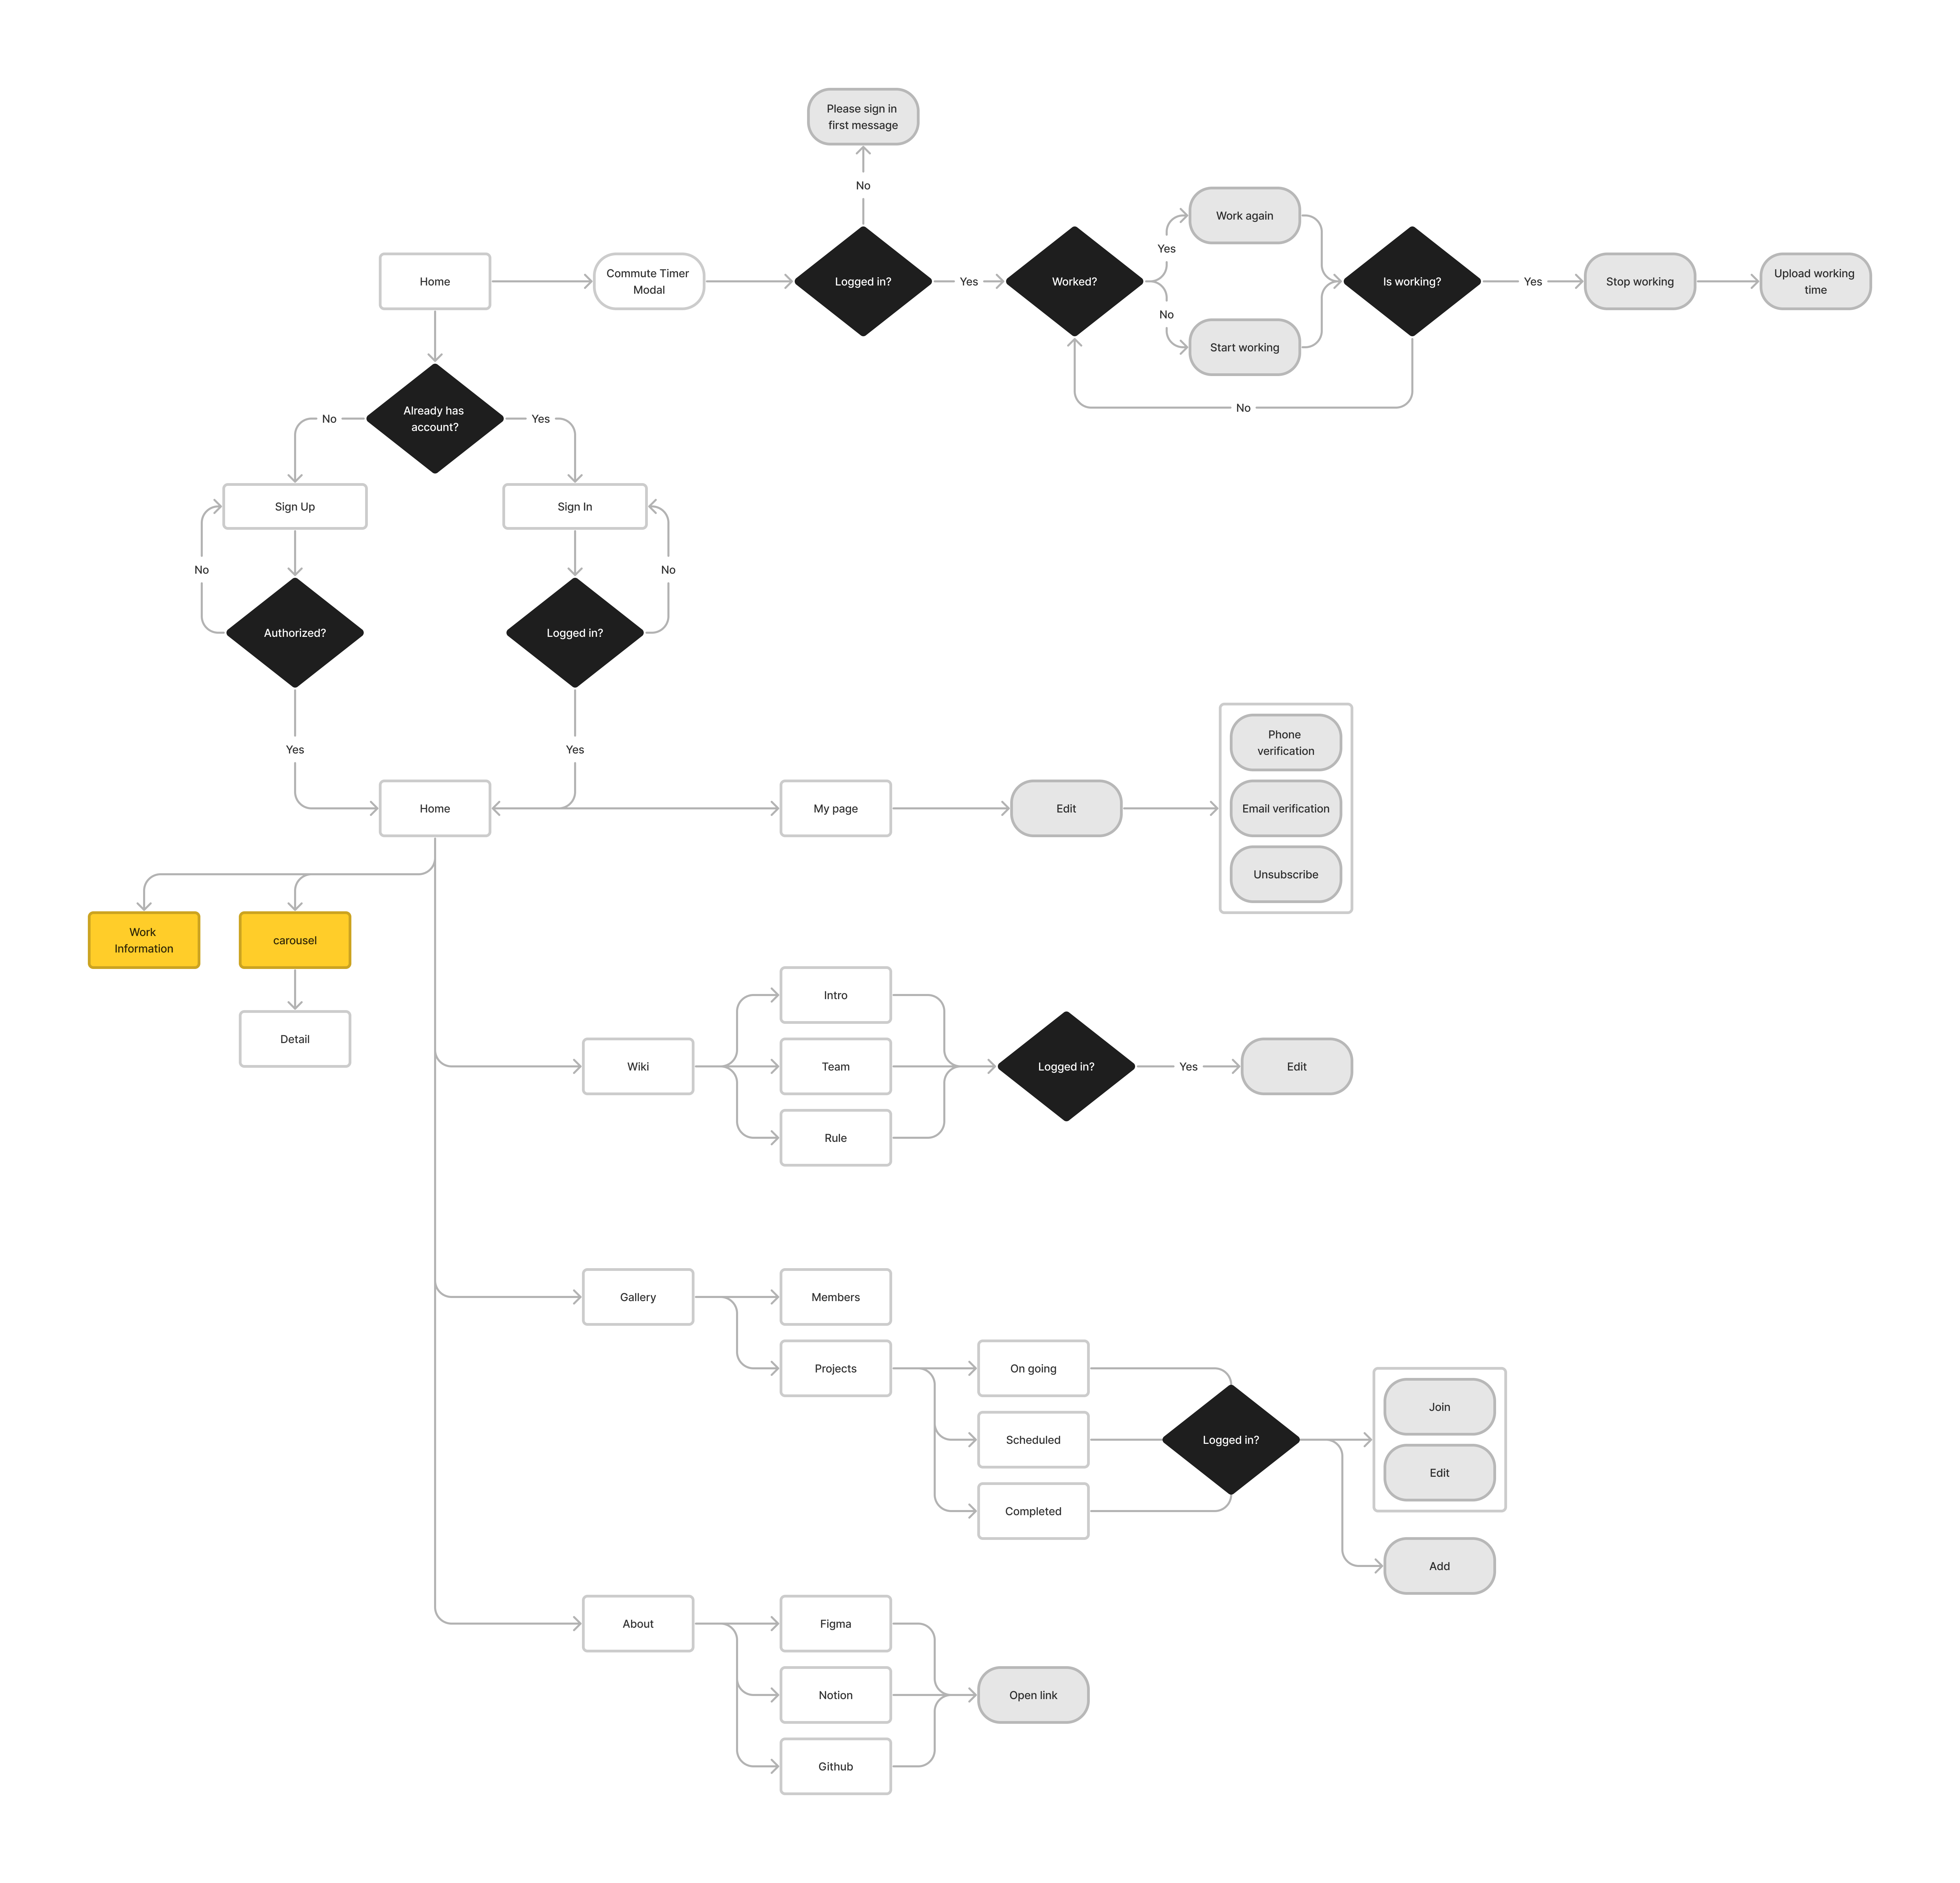 Please sign in
first message
No
Work again
Yes
Home
Commute Timer
Modal
Logged in?
Yes
Worked?
Is working?
Yes
Stop working
Upload working
time
No
Start working
No
Already has
account?
No
Yes
Sign Up
Sign In
No
No
Authorized?
Logged in?
Yes
Yes
Phone
verification
Home
My page
Edit
Email verification
Unsubscribe
Work
Information
carousel
Detail
Intro
Wiki
Team
Logged in?
Yes
Edit
Rule
Gallery
Members
Projects
On going
Join
Scheduled
Logged in?
Edit
Completed
Add
About
Figma
Notion
Open link
Github